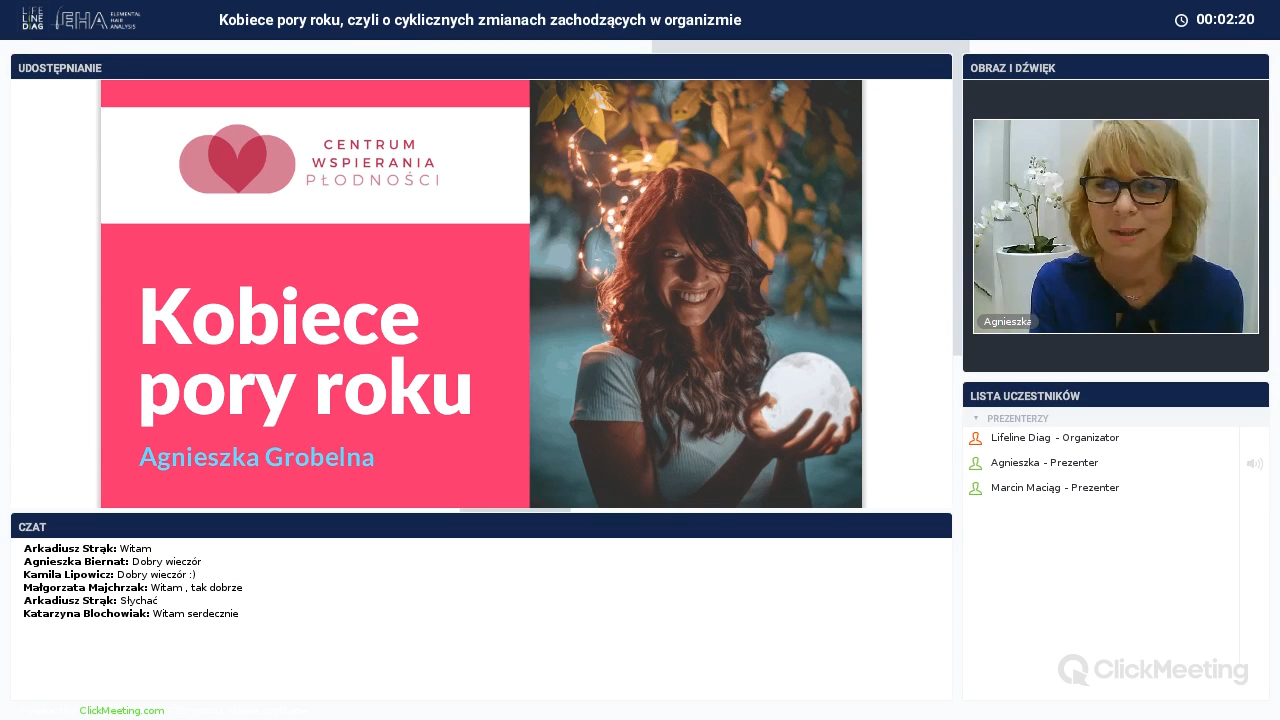 LIFE
LINE
DIAG
EHA ELEMENTAL
HAIR
ANALYSIS
Kobiece pory roku, czyli o cyklicznych zmianach zachodzących w organizmie
00:02:20
UDOSTĘPNIANIE
CENTRUM
WSPIERANIA
PŁODNOŚCI
Kobiece
pory roku
Agnieszka Grobelna
OBRAZ I DŹWIĘK
Agnieszka
LISTA UCZESTNIKÓW
PREZENTERZY
Lifeline Diag - Organizator
Agnieszka - Prezenter
Marcin Maciąg - Prezenter
CZAT
Arkadiusz Strąk: Witam
Agnieszka Biernat: Dobry wieczór
Kamila Lipowicz: Dobry wieczór :)
Małgorzata Majchrzak: Witam , tak dobrze
Arkadiusz Strąk: Słychać
Katarzyna Blochowiak: Witam serdecznie
ClickMeeting
ClickMeeting.com